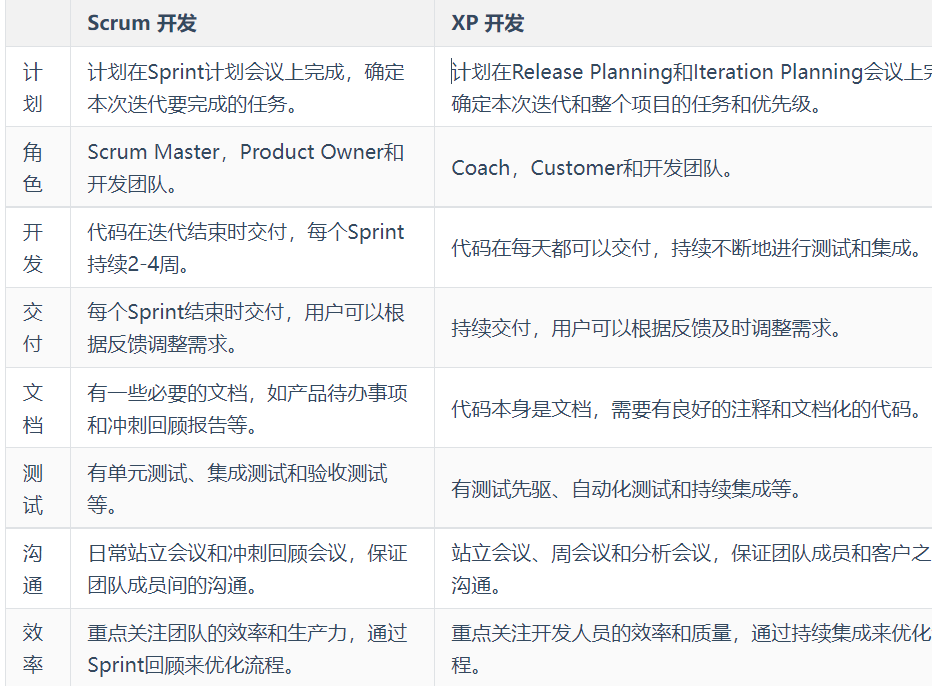 Scrum 开发
XP 开发
计
划
计划在Sprint计划会议上完成，确定
本次迭代要完成的任务。
计划在Release Planning和Iteration Planning会议上
确定本次迭代和整个项目的任务和优先级。
角
色
Scrum Master，Product Owner和
开发团队。
Coach，Customer和开发团队。
开
发
代码在迭代结束时交付，每个Sprint
持续2-4周。
代码在每天都可以交付，持续不断地进行测试和集成。
交
付
每个Sprint结束时交付，用户可以根
据反馈调整需求。
持续交付，用户可以根据反馈及时调整需求。
文
档
有一些必要的文档，如产品待办事项
和冲刺回顾报告等。
代码本身是文档，需要有良好的注释和文档化的代码。
测
试
有单元测试、集成测试和验收测试
等。
有测试先驱、自动化测试和持续集成等。
沟
通
日常站立会议和冲刺回顾会议，保证
团队成员间的沟通。
站立会议、周会议和分析会议，保证团队成员和客户之
沟通。
效
率
重点关注团队的效率和生产力，通过
Sprint回顾来优化流程。
重点关注开发人员的效率和质量，通过持续集成来优化
程。